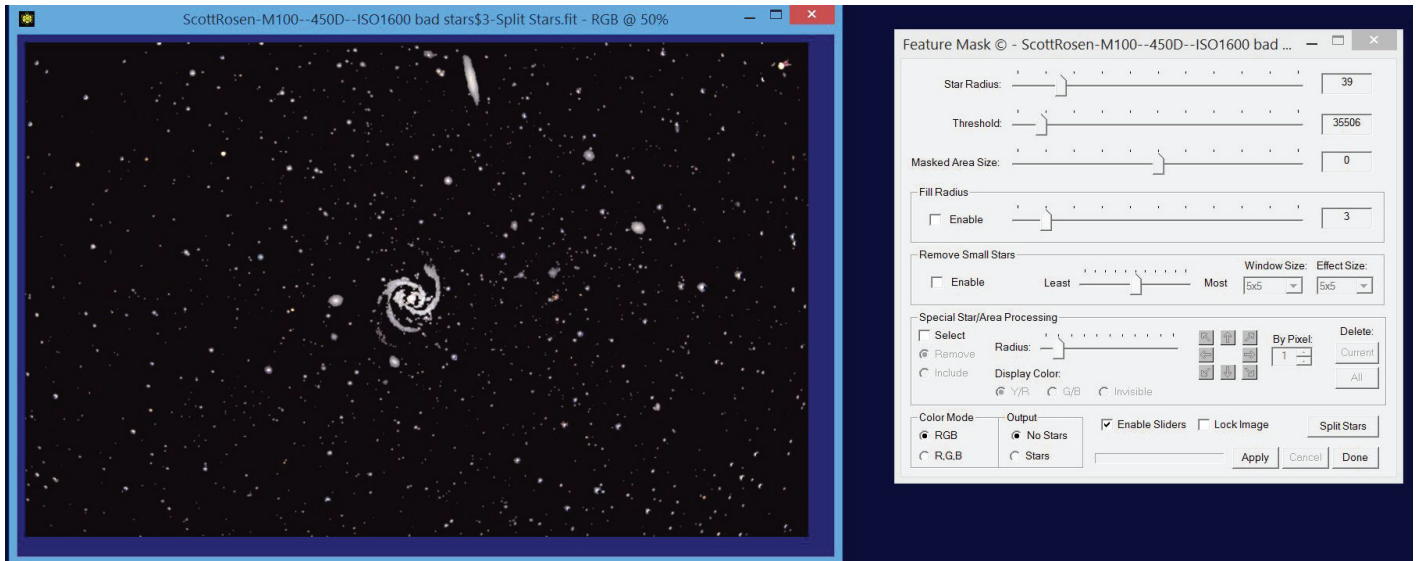 ScottRosen-M100--450D--ISO1600 bad stars$3-Split Stars.fit - RGB @ 50%
Feature Mask © - ScottRosen-M100--450D--ISO1600 bad ...
Star Radius: 39
Threshold: 35506
Masked Area Size: 0
Fill Radius
Enable 3
Remove Small Stars
Window Size: Effect Size:
Enable Least Most 5x5 5x5
Special Star/Area Processing
Select Delete:
Radius: By Pixel:
Remove 1 Current
Include Display Color:
All
Y/R G/B Invisible
Color Mode Output
Enable Sliders Lock Image Split Stars
RGB No Stars
R,G,B Stars Apply Cancel Done